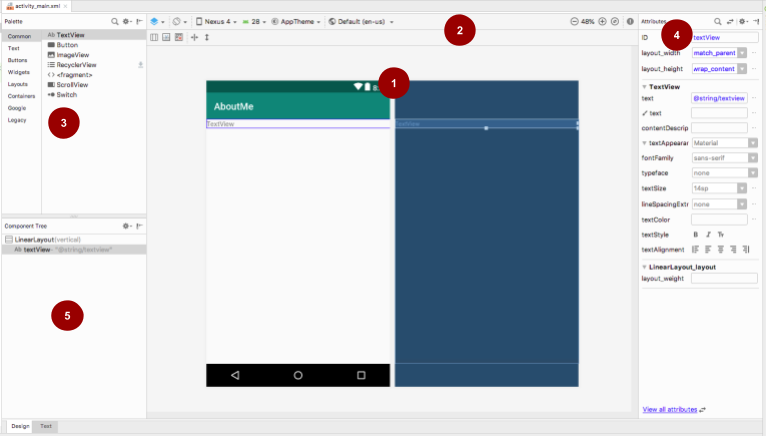 activity_main.xml
Palette
Common
Text
Buttons
Widgets
Layouts
Containers
Google
Legacy
Ab TextView
Button
ImageView
RecyclerView
<> <fragment>
ScrollView
Switch
3
Nexus 4
28
AppTheme
Default (en-us)
48%
2
1
8:
AboutMe
TextView
TextView
Attributes
4
ID
textView
layout_width
match_parent
layout_height
wrap_content
TextView
text
@string/textview
text
contentDescrip
textAppearar
Material
fontFamily
sans-serif
typeface
none
textSize
14sp
lineSpacingExtr
none
textColor
textStyle
B
I
Tr
textAlignment
LinearLayout_layout
layout_weight
View all attributes
Component Tree
LinearLayout(vertical)
Ab textView- "@string/textview"
5
Design
Text